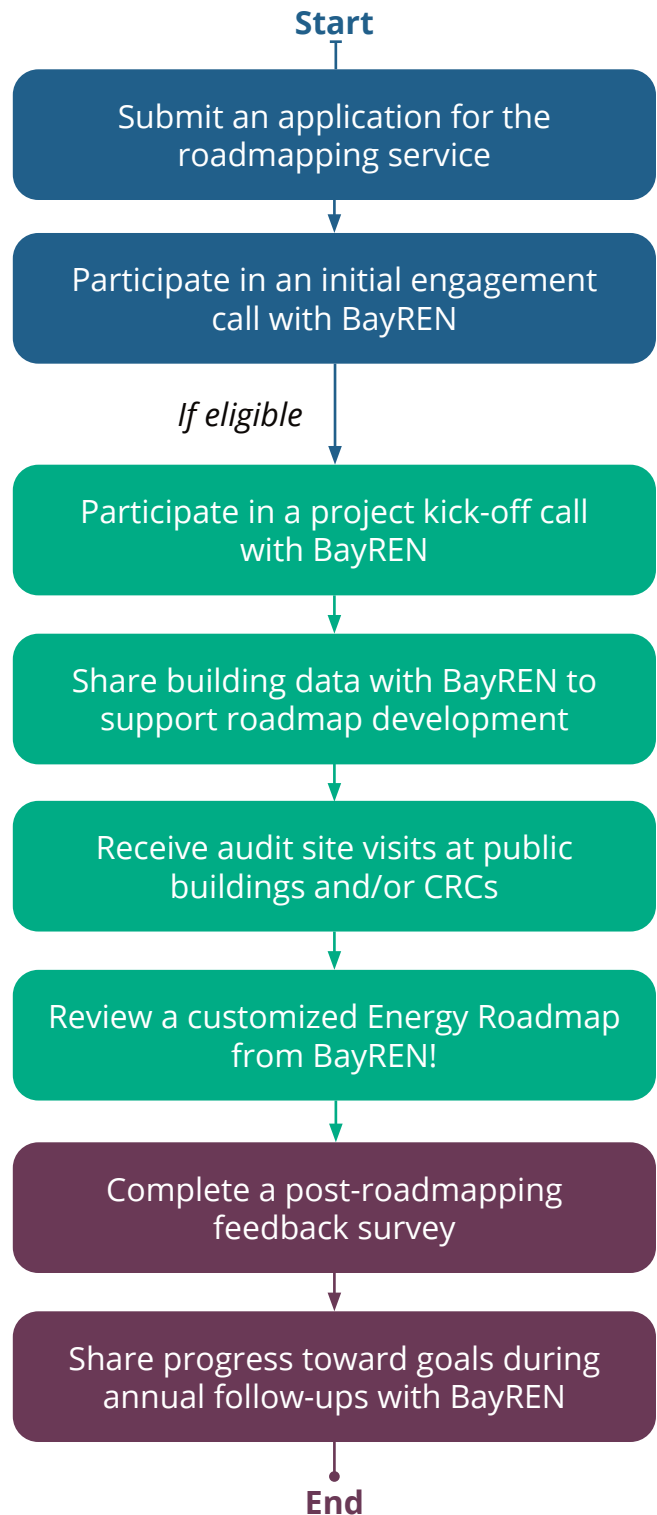 Start
Submit an application for the
roadmapping service
Participate in an initial engagement
call with BayREN
If eligible
Participate in a project kick-off call
with BayREN
Share building data with BayREN to
support roadmap development
Receive audit site visits at public
buildings and/or CRCs
Review a customized Energy Roadmap
from BayREN!
Complete a post-roadmapping
feedback survey
Share progress toward goals during
annual follow-ups with BayREN
End